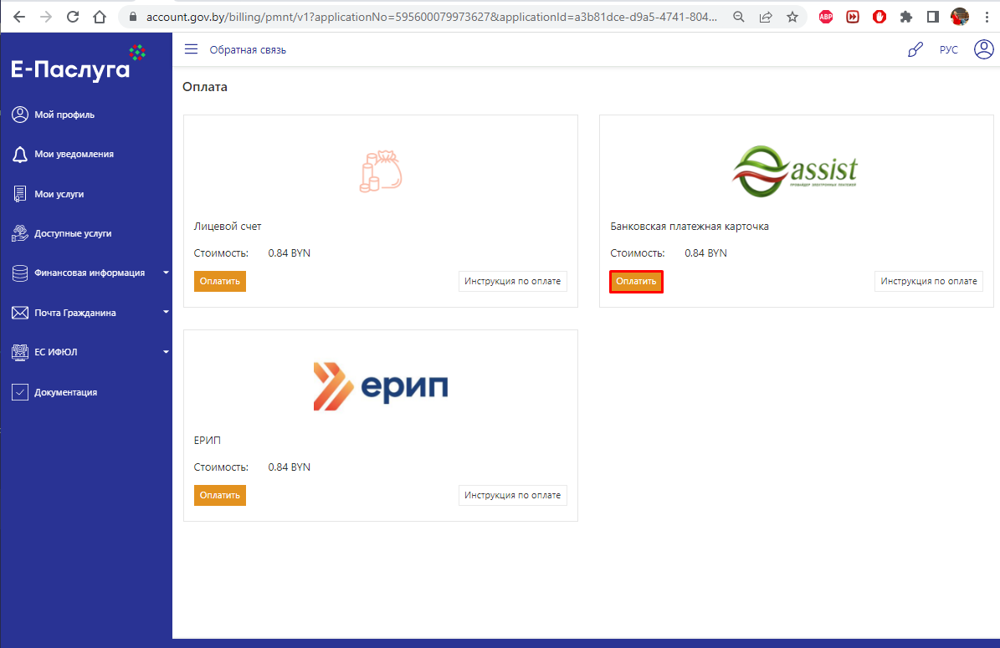 account.gov.by/billing/pmnt/v1?applicationNo=595600079973627&applicationId=a3b81dce-d9a5-4741-804...
ABP
Е-Паслуга
Обратная связь
РУС
Мой профиль
Мои уведомления
Мои услуги
Доступные услуги
Финансовая информация
Почта Гражданина
ЕС ИФЮЛ
Документация
Оплата
Лицевой счет
Стоимость: 0.84 BYN
Оплатить
Инструкция по оплате
assist
ПРОВАЙДЕР ЭЛЕКТРОННЫХ ПЛАТЕЖЕЙ
Банковская платежная карточка
Стоимость: 0.84 BYN
Оплатить
Инструкция по оплате
ерип
ЕРИП
Стоимость: 0.84 BYN
Оплатить
Инструкция по оплате